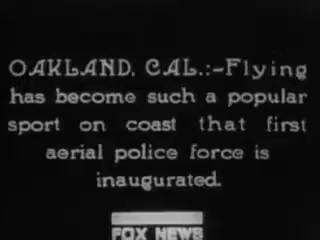 OAKLAND, CAL.:-Flying
has become such a popular
sport on coast that first
aerial police force is
inaugurated.
FOX NEWS